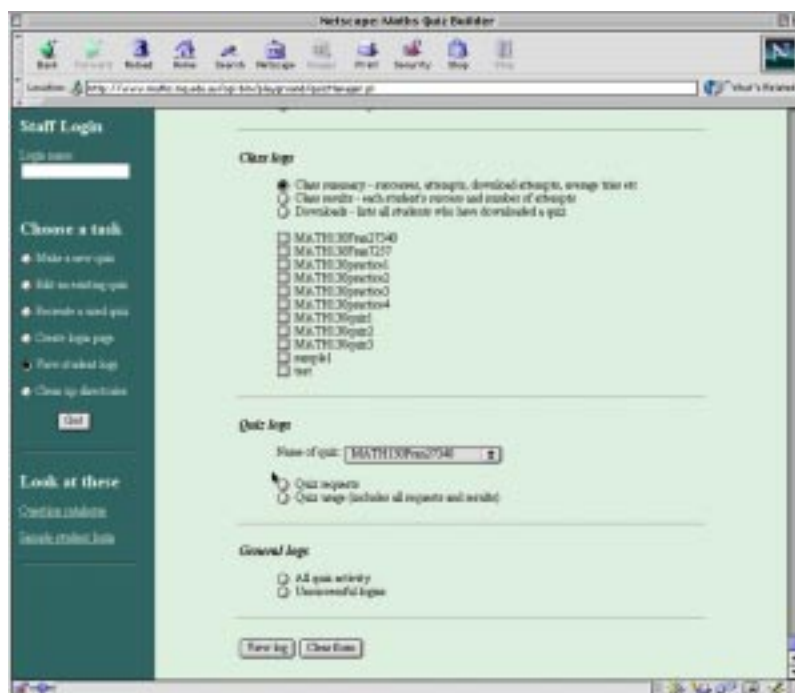 Netscape: Maths Quiz Builder
Back Forward Reload Home Search Netscape Images Print Security Shop Stop
Location: What's Related
Staff Login
Login name:
Choose a task
Make a new quiz
Edit an existing quiz
Recreate a used quiz
Create login page
View student logs
Clean up directories
Go!
Look at these
Question database
Sample student login
Class logs
Class summary - successes, attempts, download attempts, average time etc
Class results - each student's success and number of attempts
Downloads - lists all students who have downloaded a quiz
MATH130practice1
MATH130practice2
MATH130practice3
MATH130practice4
MATH130quiz1
MATH130quiz2
MATH130quiz3
sample1
test
Quiz logs
Name of quiz:
Quiz requests
Quiz usage (includes all requests and results)
General logs
All quiz activity
Unsuccessful logins
View log Clear form